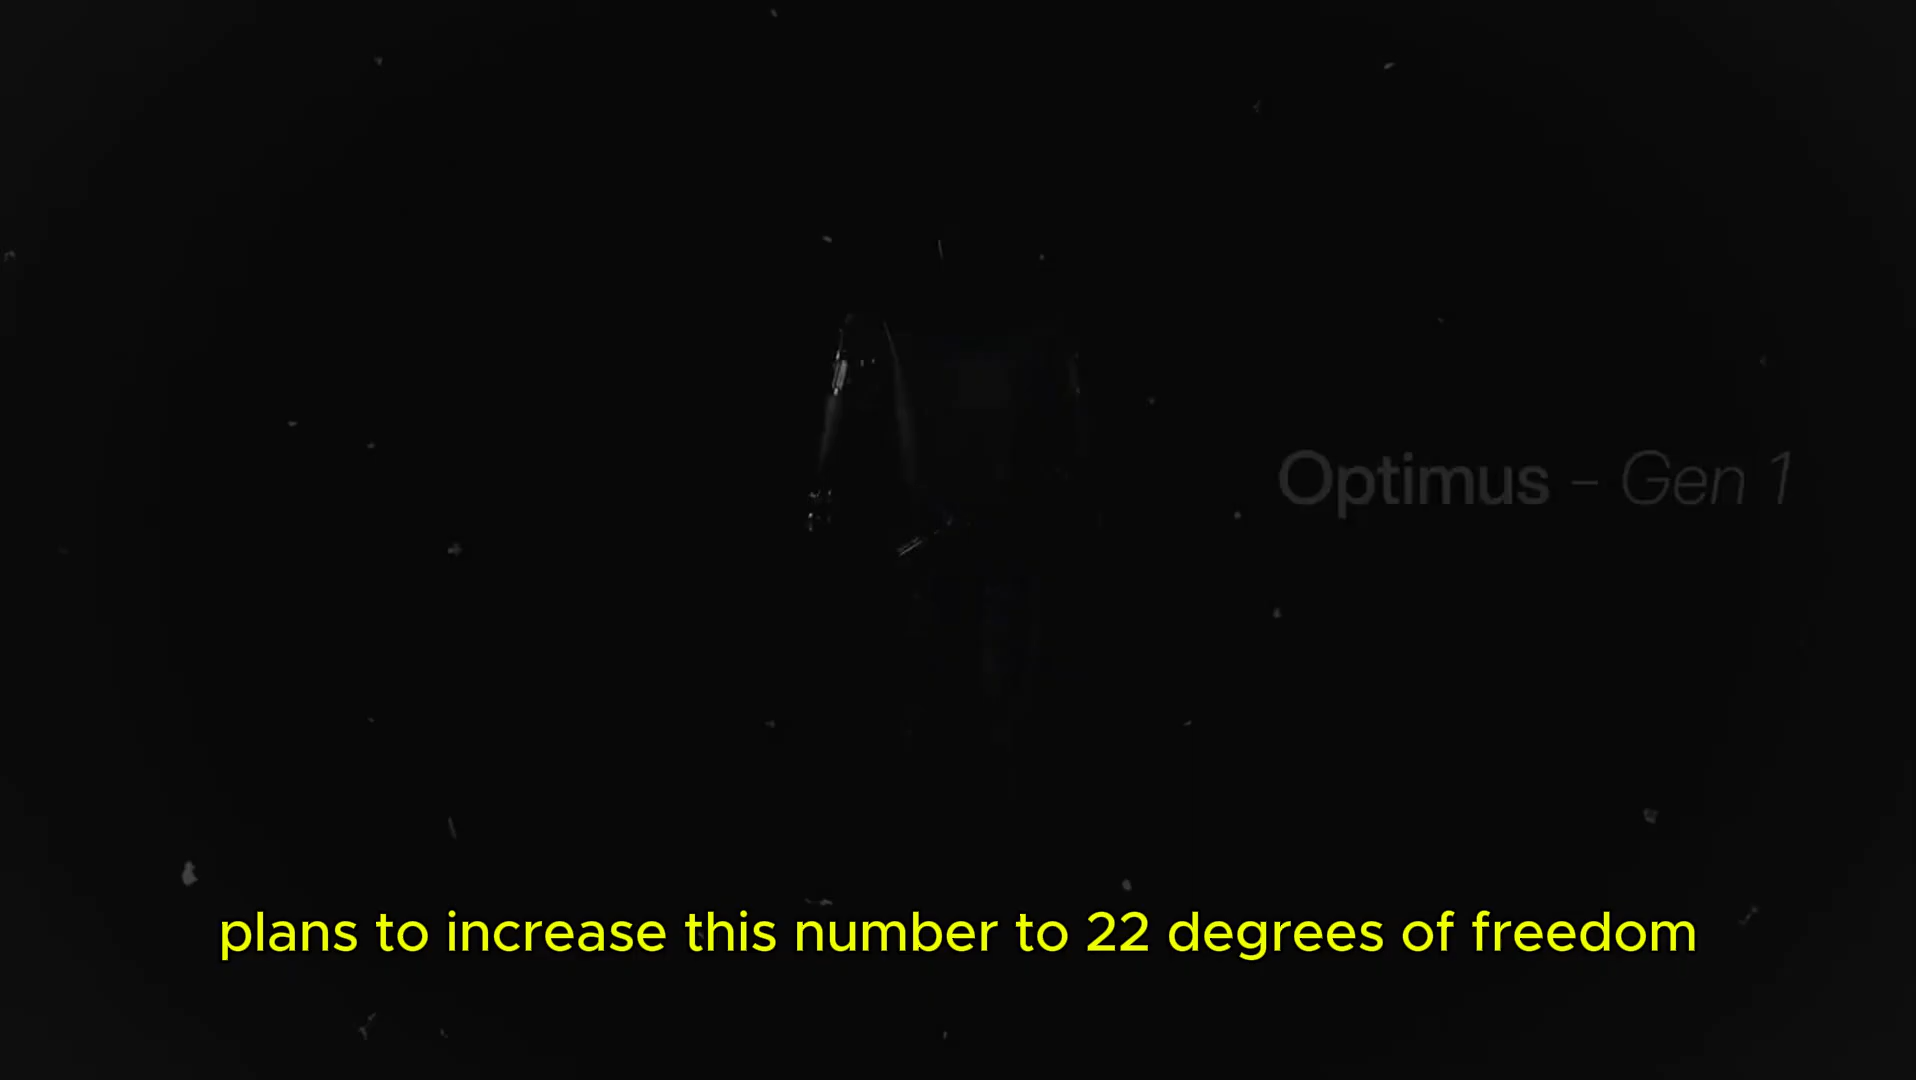 Optimus – Gen 1
plans to increase this number to 22 degrees of freedom